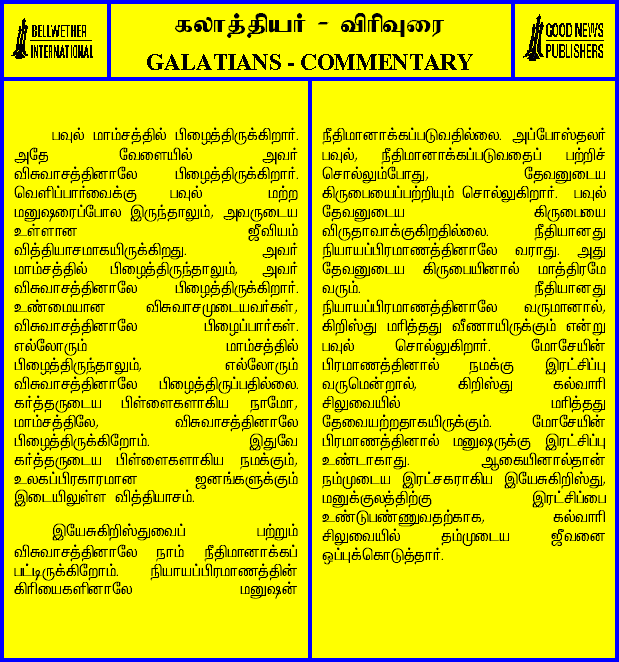 BELLWETHER
INTERNATIONAL
கலாத்தியர் - விரிவுரை
GALATIANS - COMMENTARY
GOOD NEWS
PUBLISHERS
பவுல் மாம்சத்தில் பிழைத்திருக்கிறார்.
அதே வேளையில் அவர்
விசுவாசத்தினாலே பிழைத்திருக்கிறார்.
வெளிப்பார்வைக்கு பவுல் மற்ற
மனுஷரைப்போல இருந்தாலும், அவருடைய
உள்ளான ஜீவியம்
வித்தியாசமாகயிருக்கிறது. அவர்
மாம்சத்தில் பிழைத்திருந்தாலும், அவர்
விசுவாசத்தினாலே பிழைத்திருக்கிறார்.
உண்மையான விசுவாசமுடையவர்கள்,
விசுவாசத்தினாலே பிழைப்பார்கள்.
எல்லோரும் மாம்சத்தில்
பிழைத்திருந்தாலும், எல்லோரும்
விசுவாசத்தினாலே பிழைத்திருப்பதில்லை.
கர்த்தருடைய பிள்ளைகளாகிய நாமோ,
மாம்சத்திலே, விசுவாசத்தினாலே
பிழைத்திருக்கிறோம். இதுவே
கர்த்தருடைய பிள்ளைகளாகிய நமக்கும்,
உலகப்பிரகாரமான ஜனங்களுக்கும்
இடையிலுள்ள வித்தியாசம்.
இயேசுகிறிஸ்துவைப் பற்றும்
விசுவாசத்தினாலே நாம் நீதிமானாக்கப்
பட்டிருக்கிறோம். நியாயப்பிரமாணத்தின்
கிரியைகளினாலே மனுஷன்
நீதிமானாக்கப்படுவதில்லை. அப்போஸ்தலர்
பவுல், நீதிமானாக்கப்படுவதைப் பற்றிச்
சொல்லும்போது, தேவனுடைய
கிருபையைப்பற்றியும் சொல்லுகிறார். பவுல்
தேவனுடைய கிருபையை
விருதாவாக்குகிறதில்லை. நீதியானது
நியாயப்பிரமாணத்தினாலே வராது. அது
தேவனுடைய கிருபையினால் மாத்திரமே
வரும். நீதியானது
நியாயப்பிரமாணத்தினாலே வருமானால்,
கிறிஸ்து மரித்தது வீணாயிருக்கும் என்று
பவுல் சொல்லுகிறார். மோசேயின்
பிரமாணத்தினால் நமக்கு இரட்சிப்பு
வருமென்றால், கிறிஸ்து கல்வாரி
சிலுவையில் மரித்தது
தேவையற்றதாகயிருக்கும். மோசேயின்
பிரமாணத்தினால் மனுஷருக்கு இரட்சிப்பு
உண்டாகாது. ஆகையினால்தான்
நம்முடைய இரட்சகராகிய இயேசுகிறிஸ்து,
மனுக்குலத்திற்கு இரட்சிப்பை
உண்டுபண்ணுவதற்காக, கல்வாரி
சிலுவையில் தம்முடைய ஜீவனை
ஒப்புக்கொடுத்தார்.